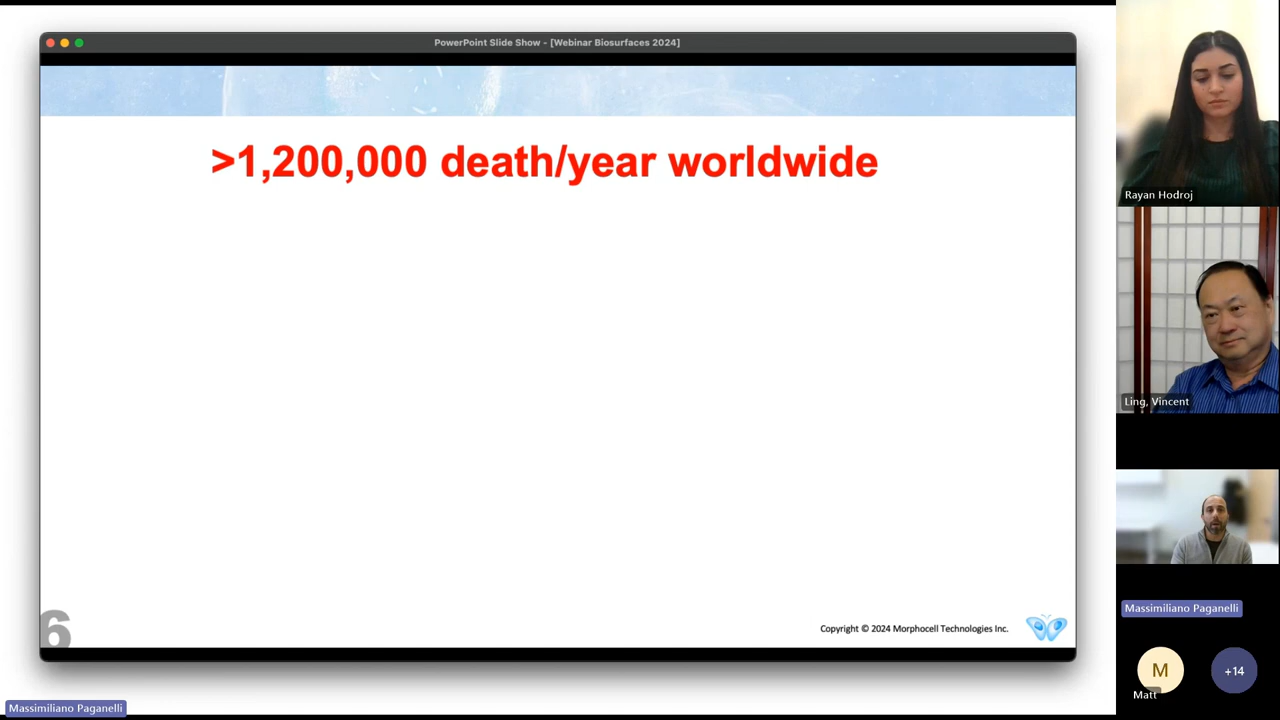 PowerPoint Slide Show - [Webinar Biosurfaces 2024]
>1,200,000 death/year worldwide
6
Copyright © 2024 Morphocell Technologies Inc.
Massimiliano Paganelli
Rayan Hodroj
Ling, Vincent
Massimiliano Paganelli
M
Matt
+14